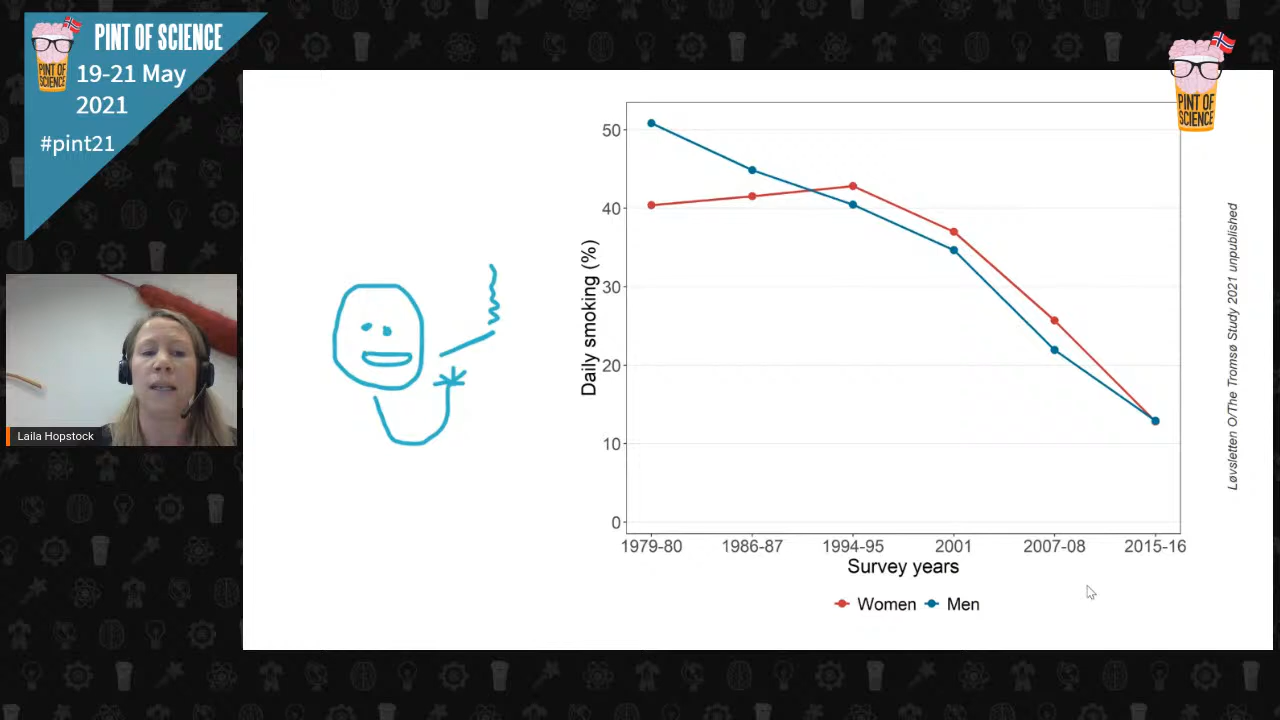 PINT OF SCIENCE
19-21 May
2021
#pint21
PINT OF
SCIENCE
PINT OF
SCIENCE
Laila Hopstock
Daily smoking (%)
50
40
30
20
10
0
1979-80 1986-87 1994-95 2001 2007-08 2015-16
Survey years
Women Men
Løvsletten O/The Tromsø Study 2021 unpublished